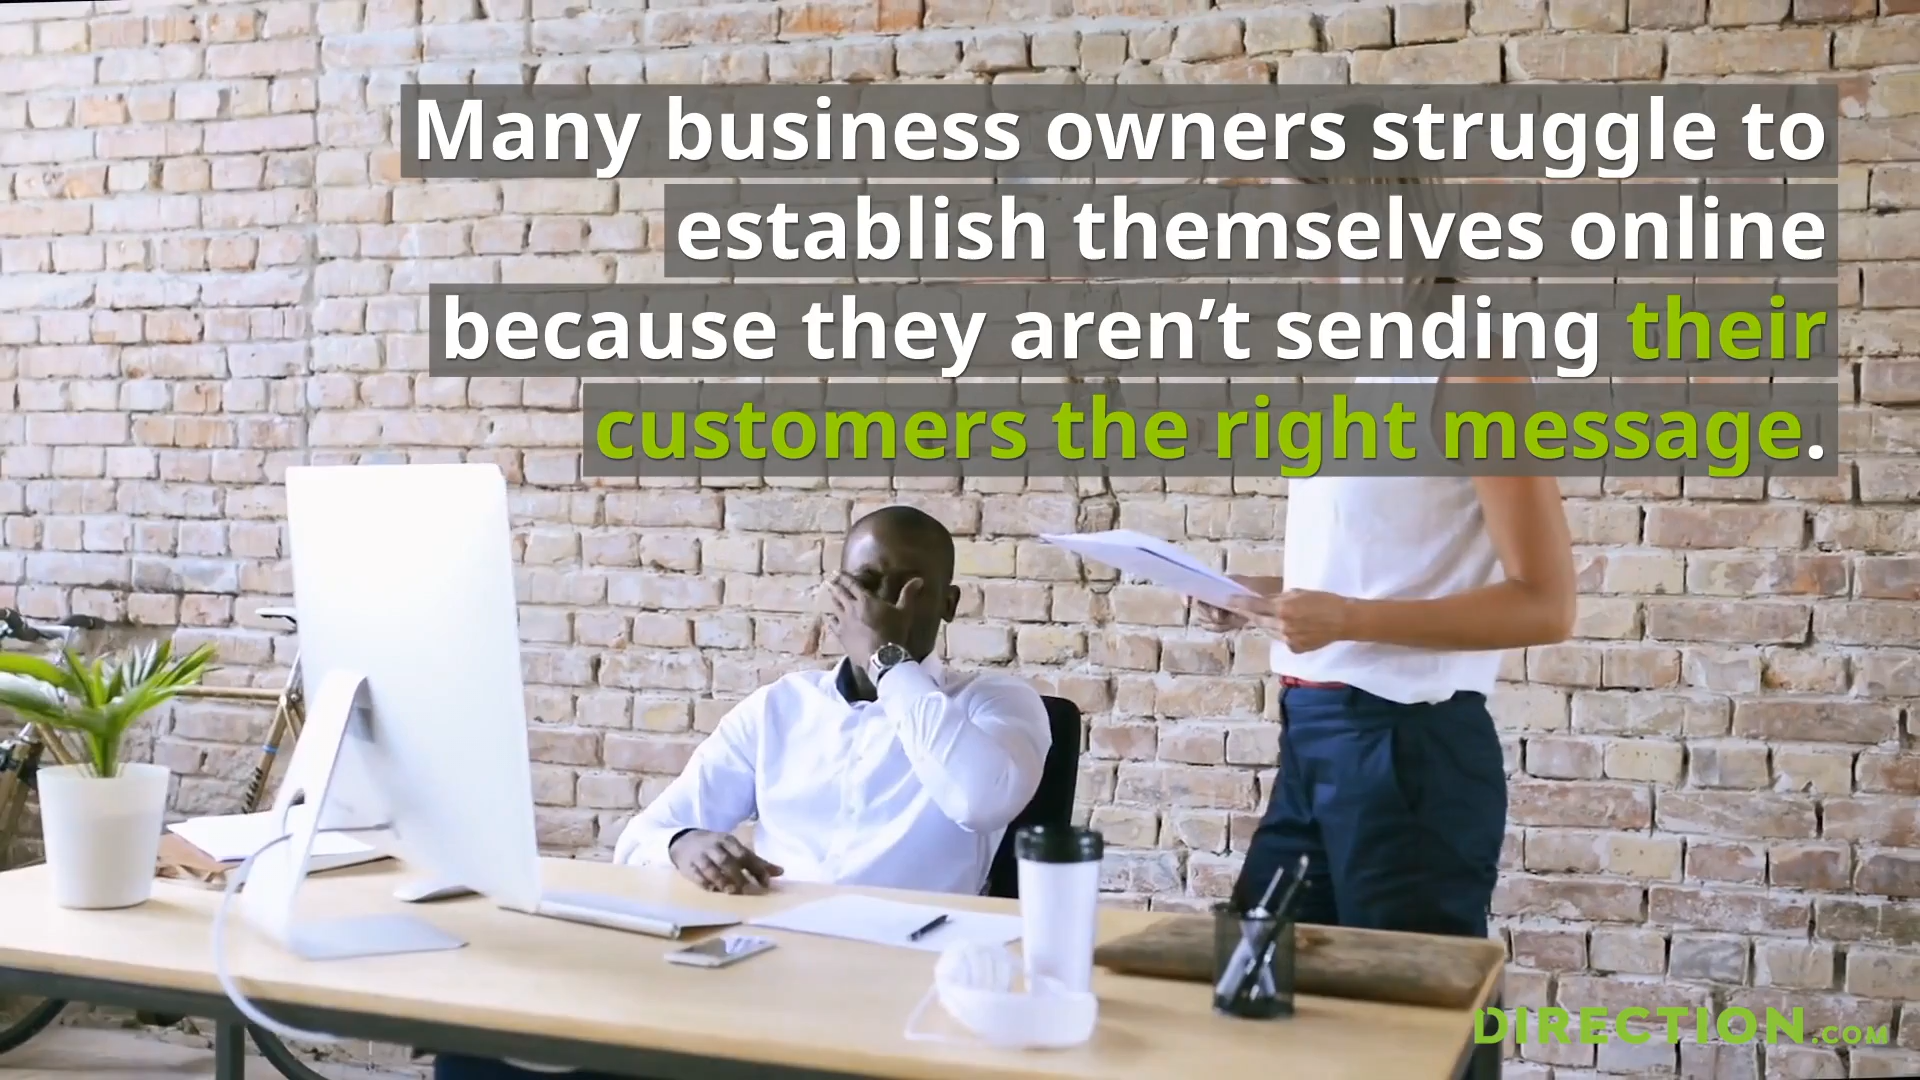 Many business owners struggle to
establish themselves online
because they aren’t sending their
customers the right message.
DIRECTION.COM